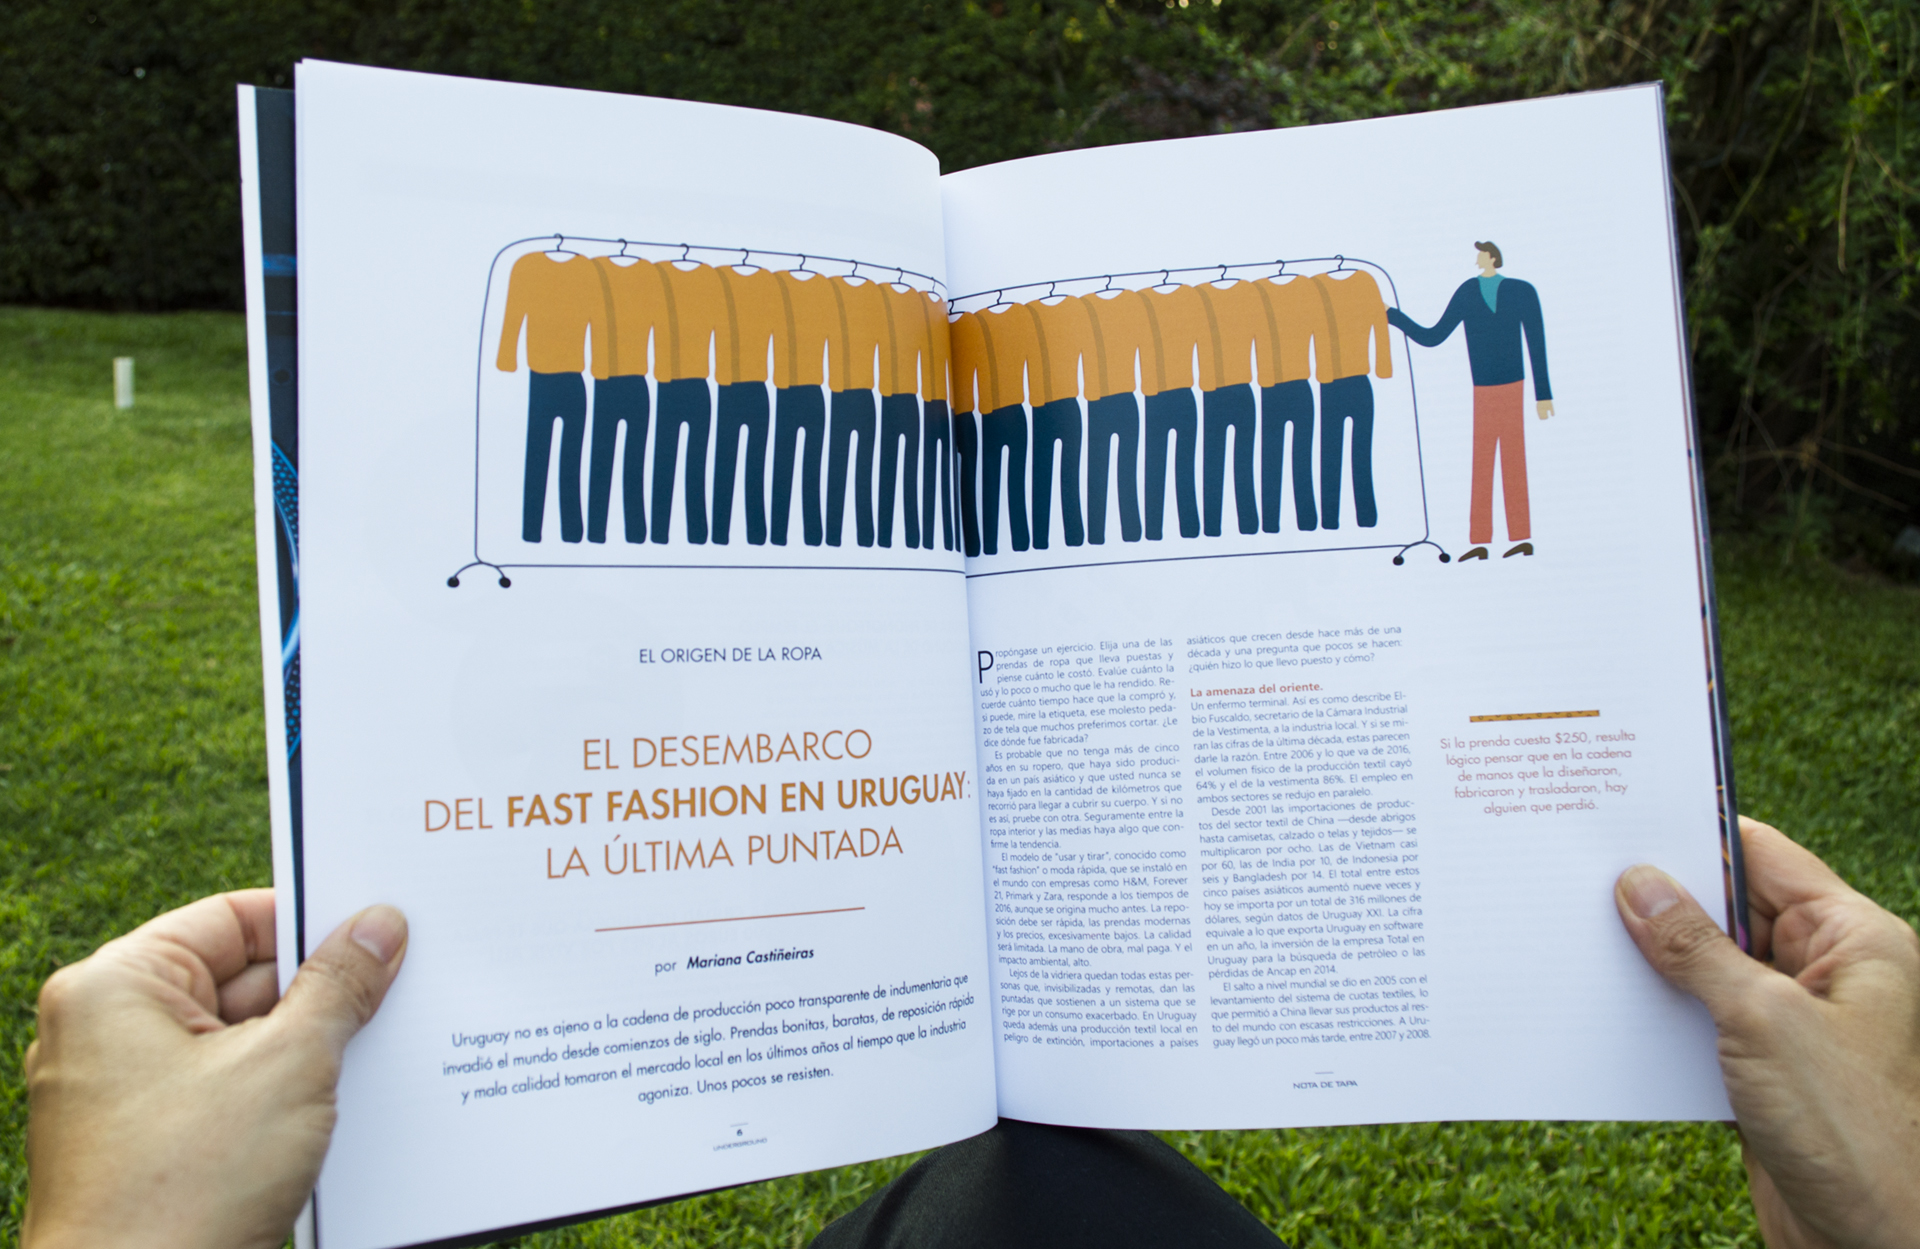 EL ORIGEN DE LA ROPA
EL DESEMBARCO
DEL FAST FASHION EN URUGUAY:
LA ÚLTIMA PUNTADA
por Mariana Castiñeiras
Uruguay no es ajeno a la cadena de producción poco transparente de indumentaria que
invadió el mundo desde comienzos de siglo. Prendas bonitas, baratas, de reposición rápida
y mala calidad tomaron el mercado local en los últimos años al tiempo que la industria
agoniza. Unos pocos se resisten.
6
UNDERGROUND
Propóngase un ejercicio. Elija una de las
prendas de ropa que lleva puestas y
piense cuánto le costó. Evalúe cuánto la
usó y lo poco o mucho que le ha rendido. Re-
cuerde cuánto tiempo hace que la compró y,
si puede, mire la etiqueta, ese molesto peda-
zo de tela que muchos preferimos cortar. ¿Le
dice dónde fue fabricada?
Es probable que no tenga más de cinco
años en su ropero, que haya sido produci-
da en un país asiático y que usted nunca se
haya fijado en la cantidad de kilómetros que
recorrió para llegar a cubrir su cuerpo. Y si no
es así, pruebe con otra. Seguramente entre la
ropa interior y las medias haya algo que con-
firme la tendencia.
El modelo de "usar y tirar", conocido como
"fast fashion" o moda rápida, que se instaló en
el mundo con empresas como H&M, Forever
21, Primark y Zara, responde a los tiempos de
2016, aunque se origina mucho antes. La repo-
sición debe ser rápida, las prendas modernas
y los precios, excesivamente bajos. La calidad
será limitada. La mano de obra, mal paga. Y el
impacto ambiental, alto.
Lejos de la vidriera quedan todas estas per-
sonas que, invisibilizadas y remotas, dan las
puntadas que sostienen a un sistema que se
rige por un consumo exacerbado. En Uruguay
queda además una producción textil local en
peligro de extinción, importaciones a países
asiáticos que crecen desde hace más de una
década y una pregunta que pocos se hacen:
¿quién hizo lo que llevo puesto y cómo?
La amenaza del oriente.
Un enfermo terminal. Así es como describe El-
bio Fuscaldo, secretario de la Cámara Industrial
de la Vestimenta, a la industria local. Y si se mi-
ran las cifras de la última década, estas parecen
darle la razón. Entre 2006 y lo que va de 2016,
el volumen físico de la producción textil cayó
64% y el de la vestimenta 86%. El empleo en
ambos sectores se redujo en paralelo.
Desde 2001 las importaciones de produc-
tos del sector textil de China —desde abrigos
hasta camisetas, calzado o telas y tejidos— se
multiplicaron por ocho. Las de Vietnam casi
por 60, las de India por 10, de Indonesia por
seis y Bangladesh por 14. El total entre estos
cinco países asiáticos aumentó nueve veces y
hoy se importa por un total de 316 millones de
dólares, según datos de Uruguay XXI. La cifra
equivale a lo que exporta Uruguay en software
en un año, la inversión de la empresa Total en
Uruguay para la búsqueda de petróleo o las
pérdidas de Ancap en 2014.
El salto a nivel mundial se dio en 2005 con el
levantamiento del sistema de cuotas textiles, lo
que permitió a China llevar sus productos al res-
to del mundo con escasas restricciones. A Uru-
guay llegó un poco más tarde, entre 2007 y 2008.
Si la prenda cuesta $250, resulta
lógico pensar que en la cadena
de manos que la diseñaron,
fabricaron y trasladaron, hay
alguien que perdió.
NOTA DE TAPA